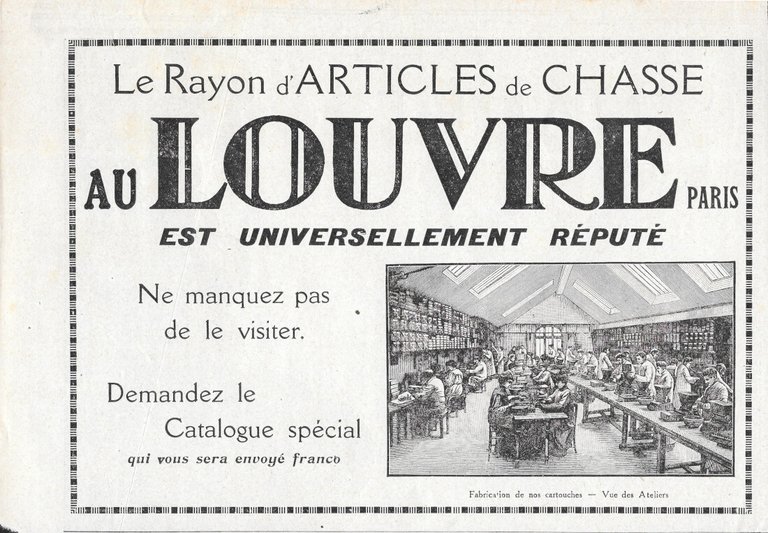 Le Rayon d'ARTICLES de CHASSE
AU LOUVRE PARIS
EST UNIVERSELLEMENT RÉPUTÉ
Ne manquez pas
de le visiter.
Demandez le
Catalogue spécial
qui vous sera envoyé franco
Fabrication de nos cartouches — Vue des Ateliers